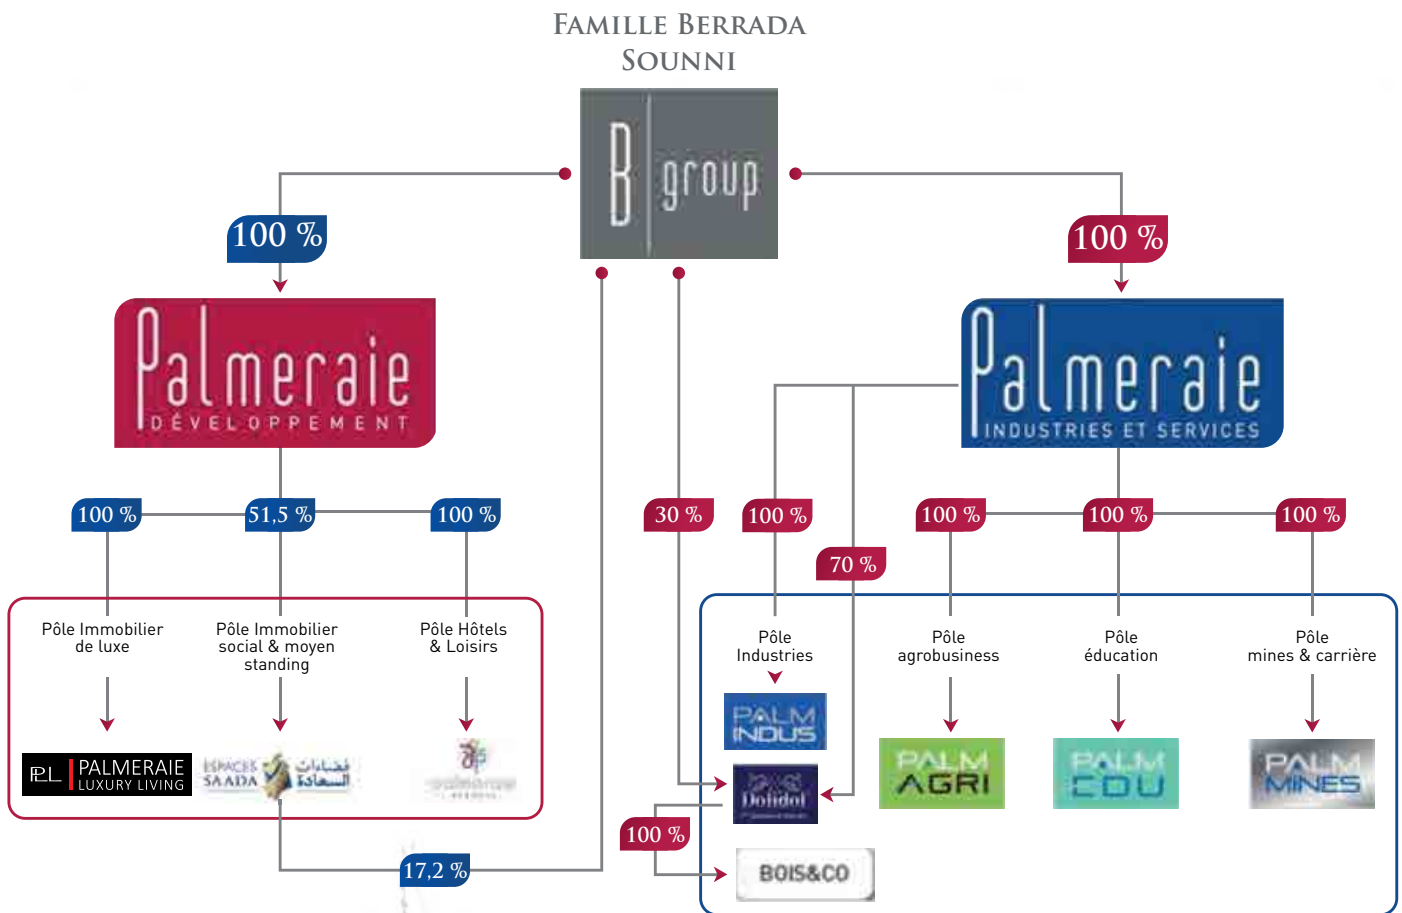 FAMILLE BERRADA
SOUNNI
B group
100 %
100 %
Palmeraie
DÉVELOPPEMENT
Palmeraie
INDUSTRIES ET SERVICES
100 %
51,5 %
100 %
30 %
100 %
100 %
100 %
100 %
70 %
Pôle Immobilier
de luxe
Pôle Immobilier
social & moyen
standing
Pôle Hôtels
& Loisirs
Pôle
Industries
Pôle
agrobusiness
Pôle
éducation
Pôle
mines & carrière
PALM
INDUS
PLL PALMERAIE
LUXURY LIVING
ESPACES
SAADA
فضاءات
السعادة
palmeraie
PALM
AGRI
PALM
EDU
PALM
MINES
Dolidol
100 %
17,2 %
BOIS&CO